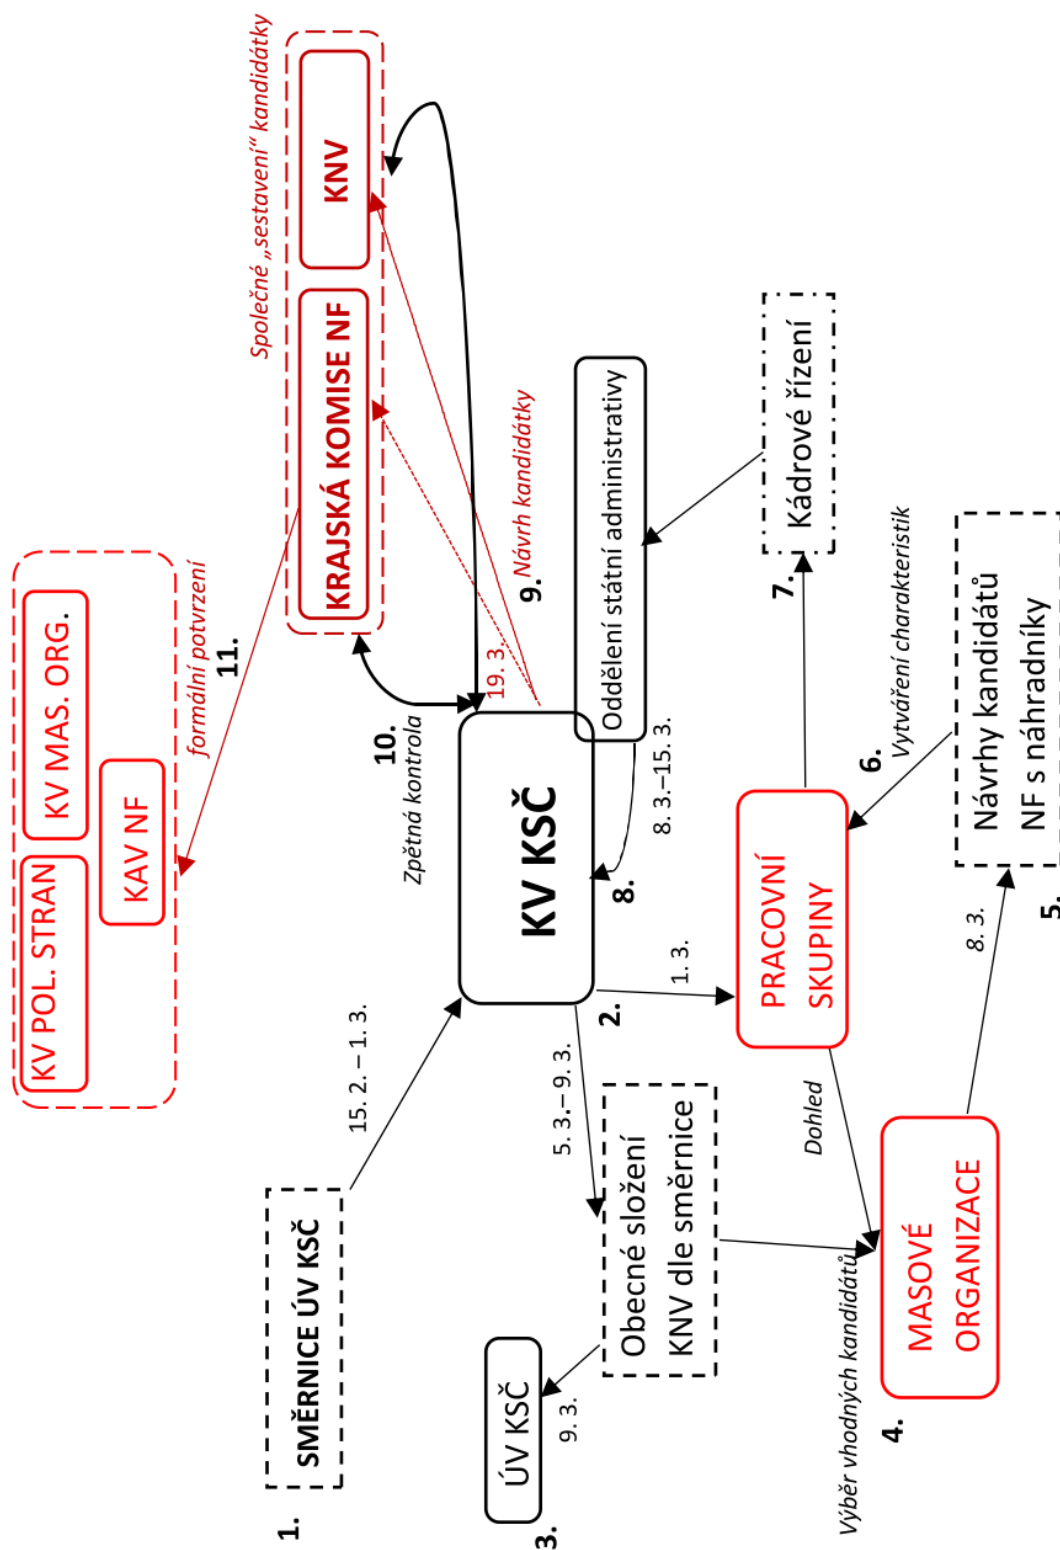 1.
SMĚRNICE ÚV KSČ
15. 2. – 1. 3.
KV POL. STRAN
KV MAS. ORG.
KAV NF
formální potvrzení
11.
Společné „sestavení“ kandidátky
KRAJSKÁ KOMISE NF
KNV
10.
Zpětná kontrola
19. 3.
9.
Návrh kandidátky
KV KSČ
Oddělení státní administrativy
8. 3.–15. 3.
8.
3.
ÚV KSČ
9. 3.
5. 3.– 9. 3.
Obecné složení
KNV dle směrnice
2.
1. 3.
PRACOVNÍ
SKUPINY
7.
Kádrové řízení
Dohled
6.
Vytváření charakteristik
Výběr vhodných kandidátů
4.
MASOVÉ
ORGANIZACE
8. 3.
5.
Návrhy kandidátů
NF s náhradníky